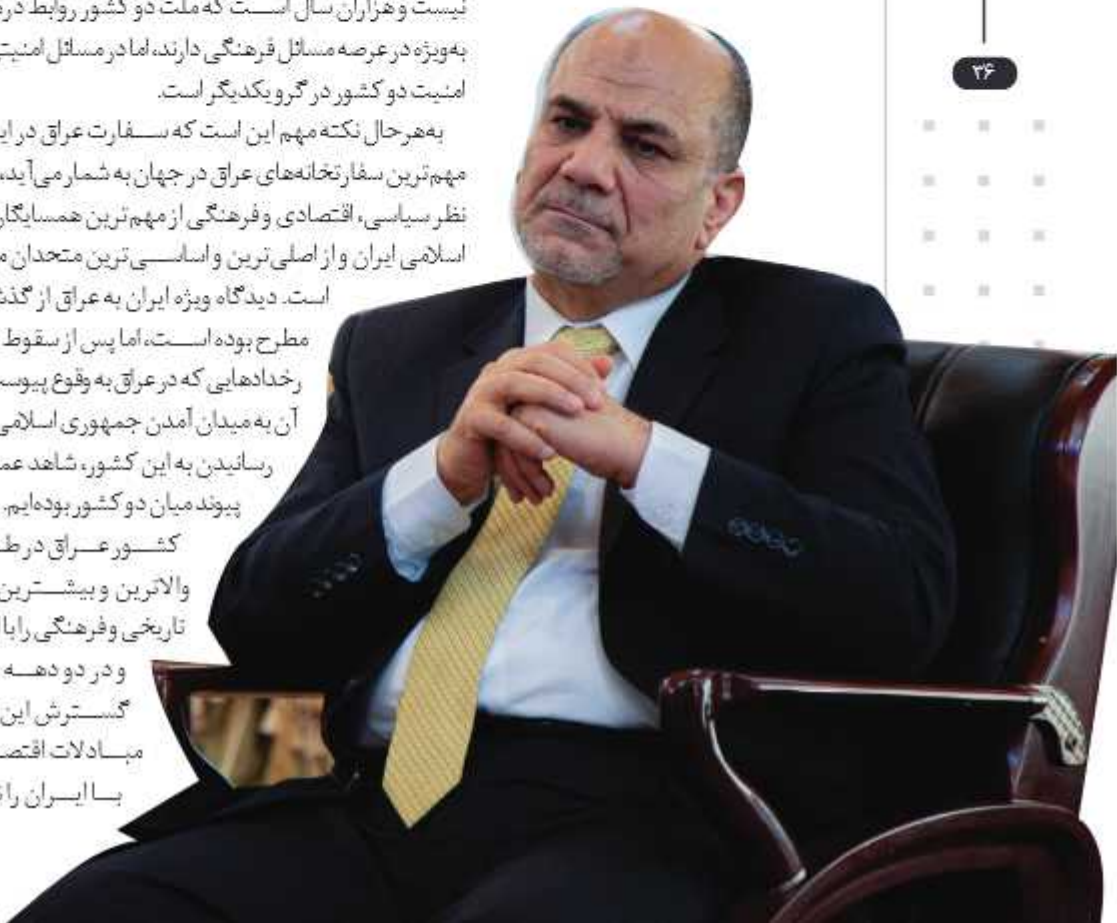 نیست و هزاران سال است که ملت دو کشور روابط در
به‌ویژه در عرصه مسائل فرهنگی دارند، اما در مسائل امنیت
امنیت دو کشور در گرو یکدیگر است.
به‌هرحال نکته مهم این است که سفارت عراق در ای
مهم‌ترین سفارتخانه‌های عراق در جهان به شمار می‌آید،
نظر سیاسی، اقتصادی و فرهنگی از مهم‌ترین همسایگان
اسلامی ایران و از اصلی‌ترین و اساسی‌ترین متحدان م
است. دیدگاه ویژه ایران به عراق از گذش
مطرح بوده است، اما پس از سقوط
رخدادهایی که در عراق به وقوع پیوس
آن به میدان آمدن جمهوری اسلامی
رسانیدن به این کشور، شاهد عم
پیوند میان دو کشور بوده‌ایم.
کشور عراق در ط
والاترین و بیشترین
تاریخی وفرهنگی رابا
و در دو دهه
گسترش این
مبادلات اقتص
با ایران را
۳۶